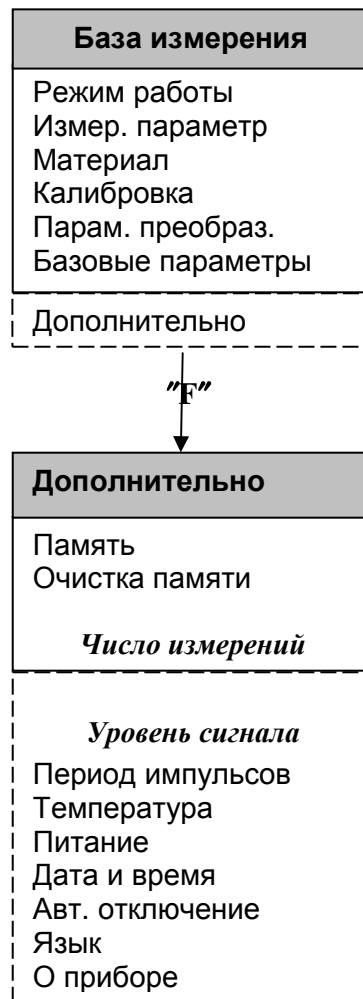 База измерения
Режим работы
Измер. параметр
Материал
Калибровка
Парам. преобраз.
Базовые параметры
Дополнительно
"F"
Дополнительно
Память
Очистка памяти
Число измерений
Уровень сигнала
Период импульсов
Температура
Питание
Дата и время
Авт. отключение
Язык
О приборе